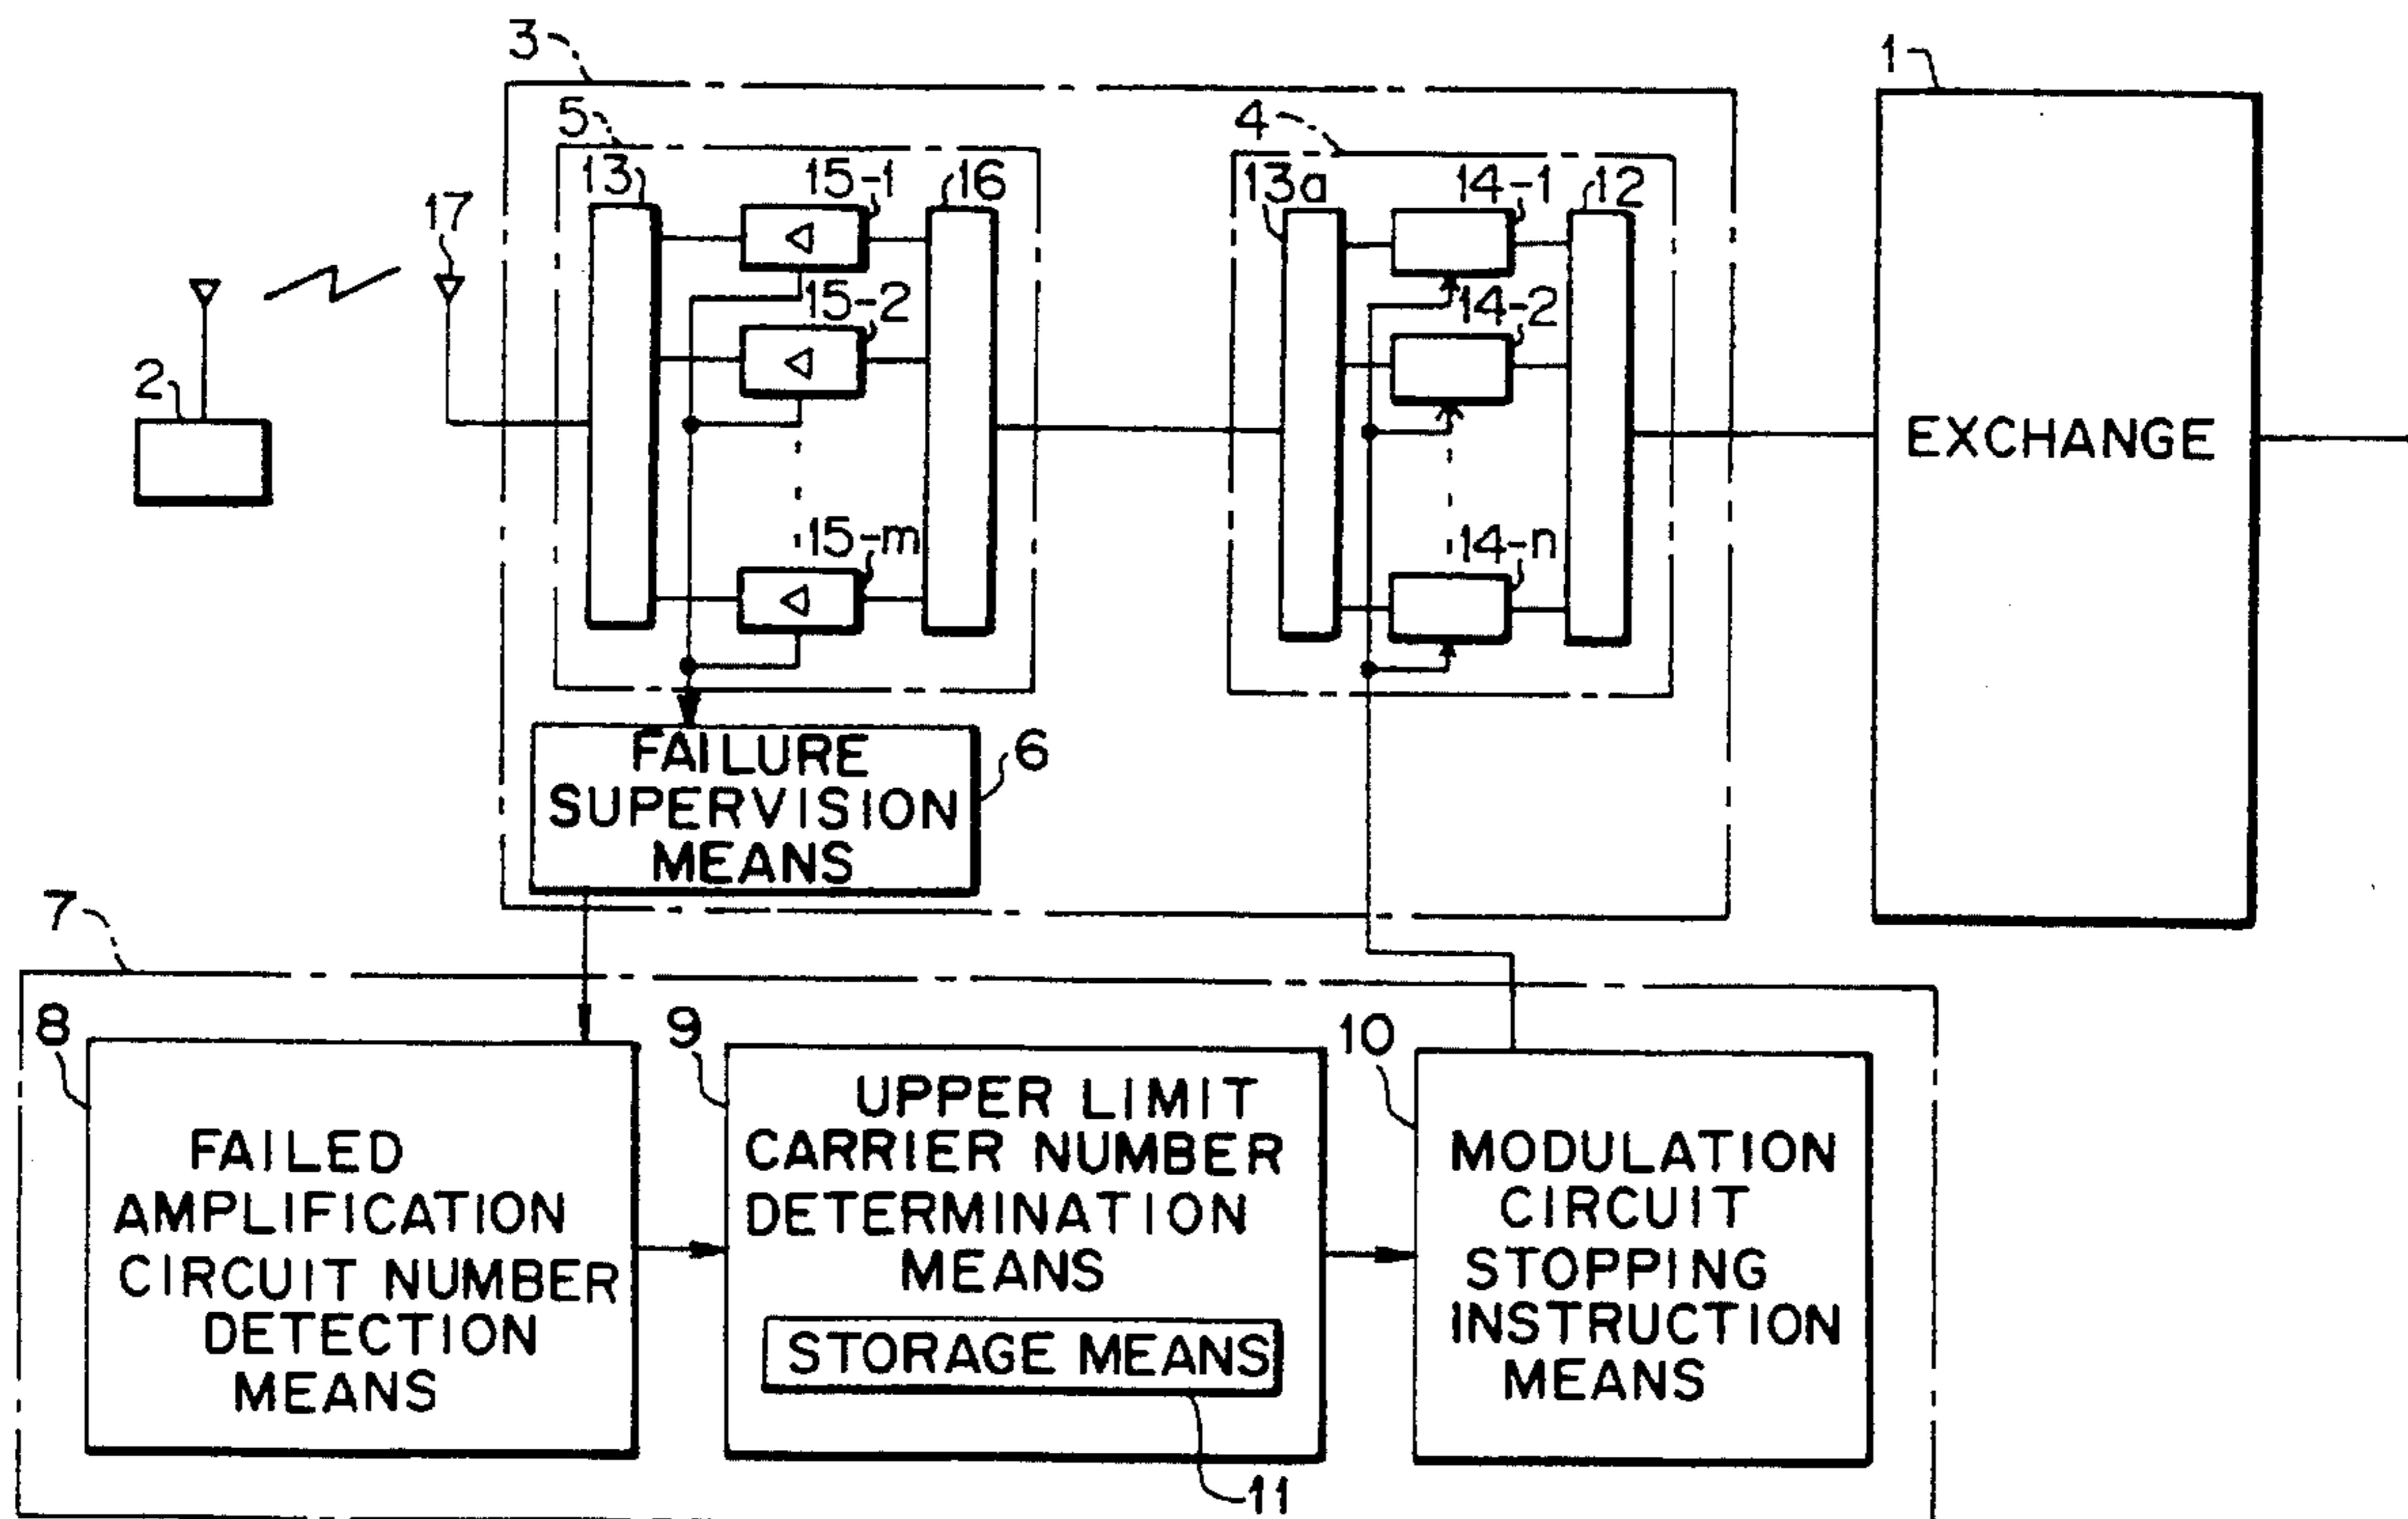 3
1
5
4
13
15-1
16
13a
14-1
12
17
15-2
14-2
2
EXCHANGE
15-m
14-n
FAILURE
SUPERVISION
MEANS
6
7
8
FAILED
AMPLIFICATION
CIRCUIT NUMBER
DETECTION
MEANS
9
UPPER LIMIT
CARRIER NUMBER
DETERMINATION
MEANS
STORAGE MEANS
11
10
MODULATION
CIRCUIT
STOPPING
INSTRUCTION
MEANS